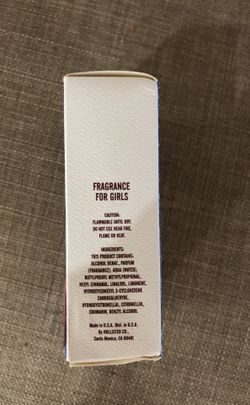 FRAGRANCE
FOR GIRLS
CAUTION:
FLAMMABLE UNTIL DRY.
DO NOT USE NEAR FIRE,
FLAME OR HEAT.
INGREDIENTS:
THIS PRODUCT CONTAINS:
ALCOHOL DENAT., PARFUM
(FRAGRANCE), AQUA (WATER),
BUTYLPHENYL METHYLPROPIONAL,
HEXYL CINNAMAL, LINALOOL, LIMONENE,
HYDROXYISOHEXYL 3-CYCLOHEXENE
CARBOXALDEHYDE,
HYDROXYCITRONELLAL, CITRONELLOL,
COUMARIN, BENZYL ALCOHOL
Made in U.S.A. Dist. in U.S.A.
By HOLLISTER CO.,
Santa Monica, CA 90401